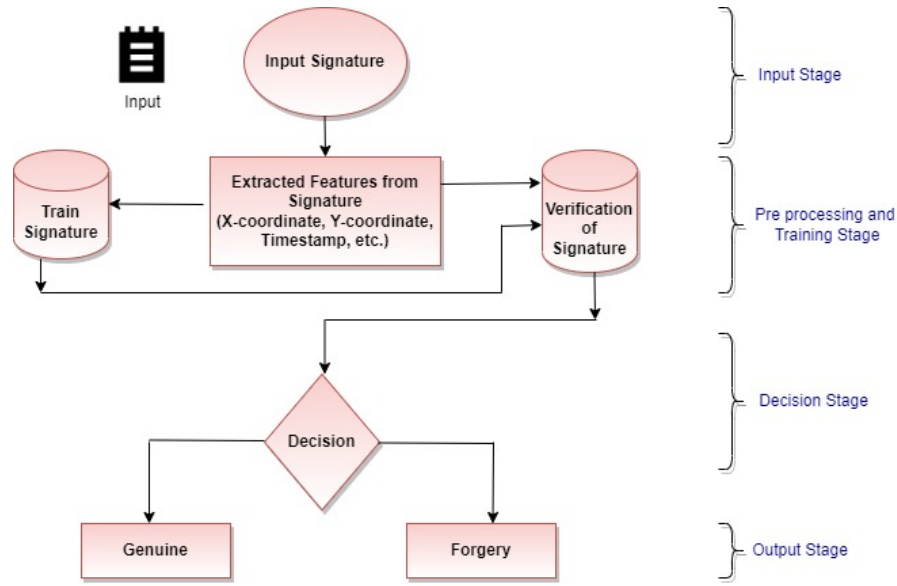 Input Signature
Input
Input Stage
Extracted Features from
Signature
(X-coordinate, Y-coordinate,
Timestamp, etc.)
Train
Signature
Verification
of
Signature
Pre processing and
Training Stage
Decision
Decision Stage
Genuine
Forgery
Output Stage